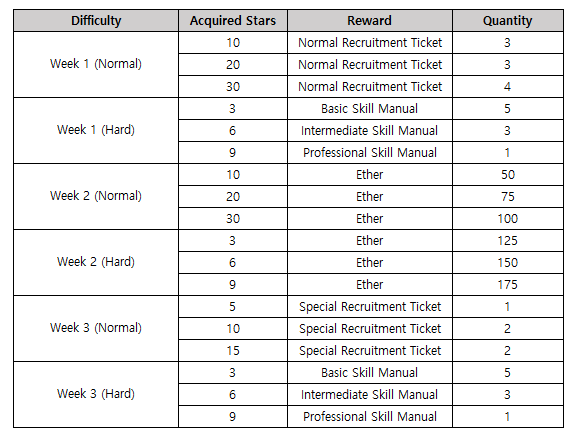 Difficulty Acquired Stars Reward Quantity
10 Normal Recruitment Ticket 3
Week 1 (Normal) 20 Normal Recruitment Ticket 3
30 Normal Recruitment Ticket 4
3 Basic Skill Manual 5
Week 1 (Hard) 6 Intermediate Skill Manual 3
9 Professional Skill Manual 1
10 Ether 50
Week 2 (Normal) 20 Ether 75
30 Ether 100
3 Ether 125
Week 2 (Hard) 6 Ether 150
9 Ether 175
5 Special Recruitment Ticket 1
Week 3 (Normal) 10 Special Recruitment Ticket 2
15 Special Recruitment Ticket 2
3 Basic Skill Manual 5
Week 3 (Hard) 6 Intermediate Skill Manual 3
9 Professional Skill Manual 1